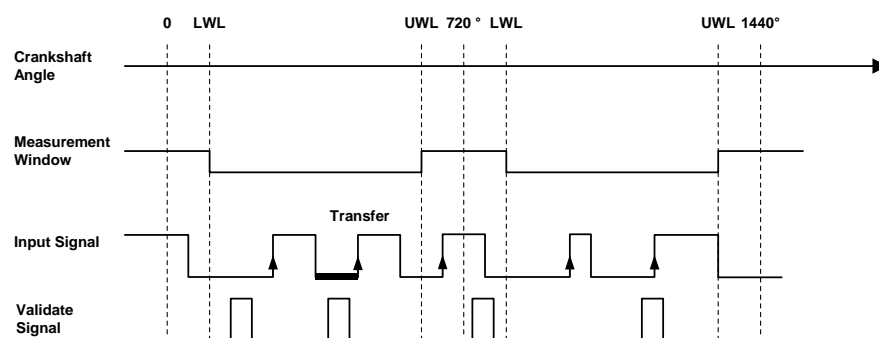 0 LWL UWL 720 ° LWL UWL 1440°
Crankshaft
Angle
Measurement
Window
Transfer
Input Signal
Validate
Signal